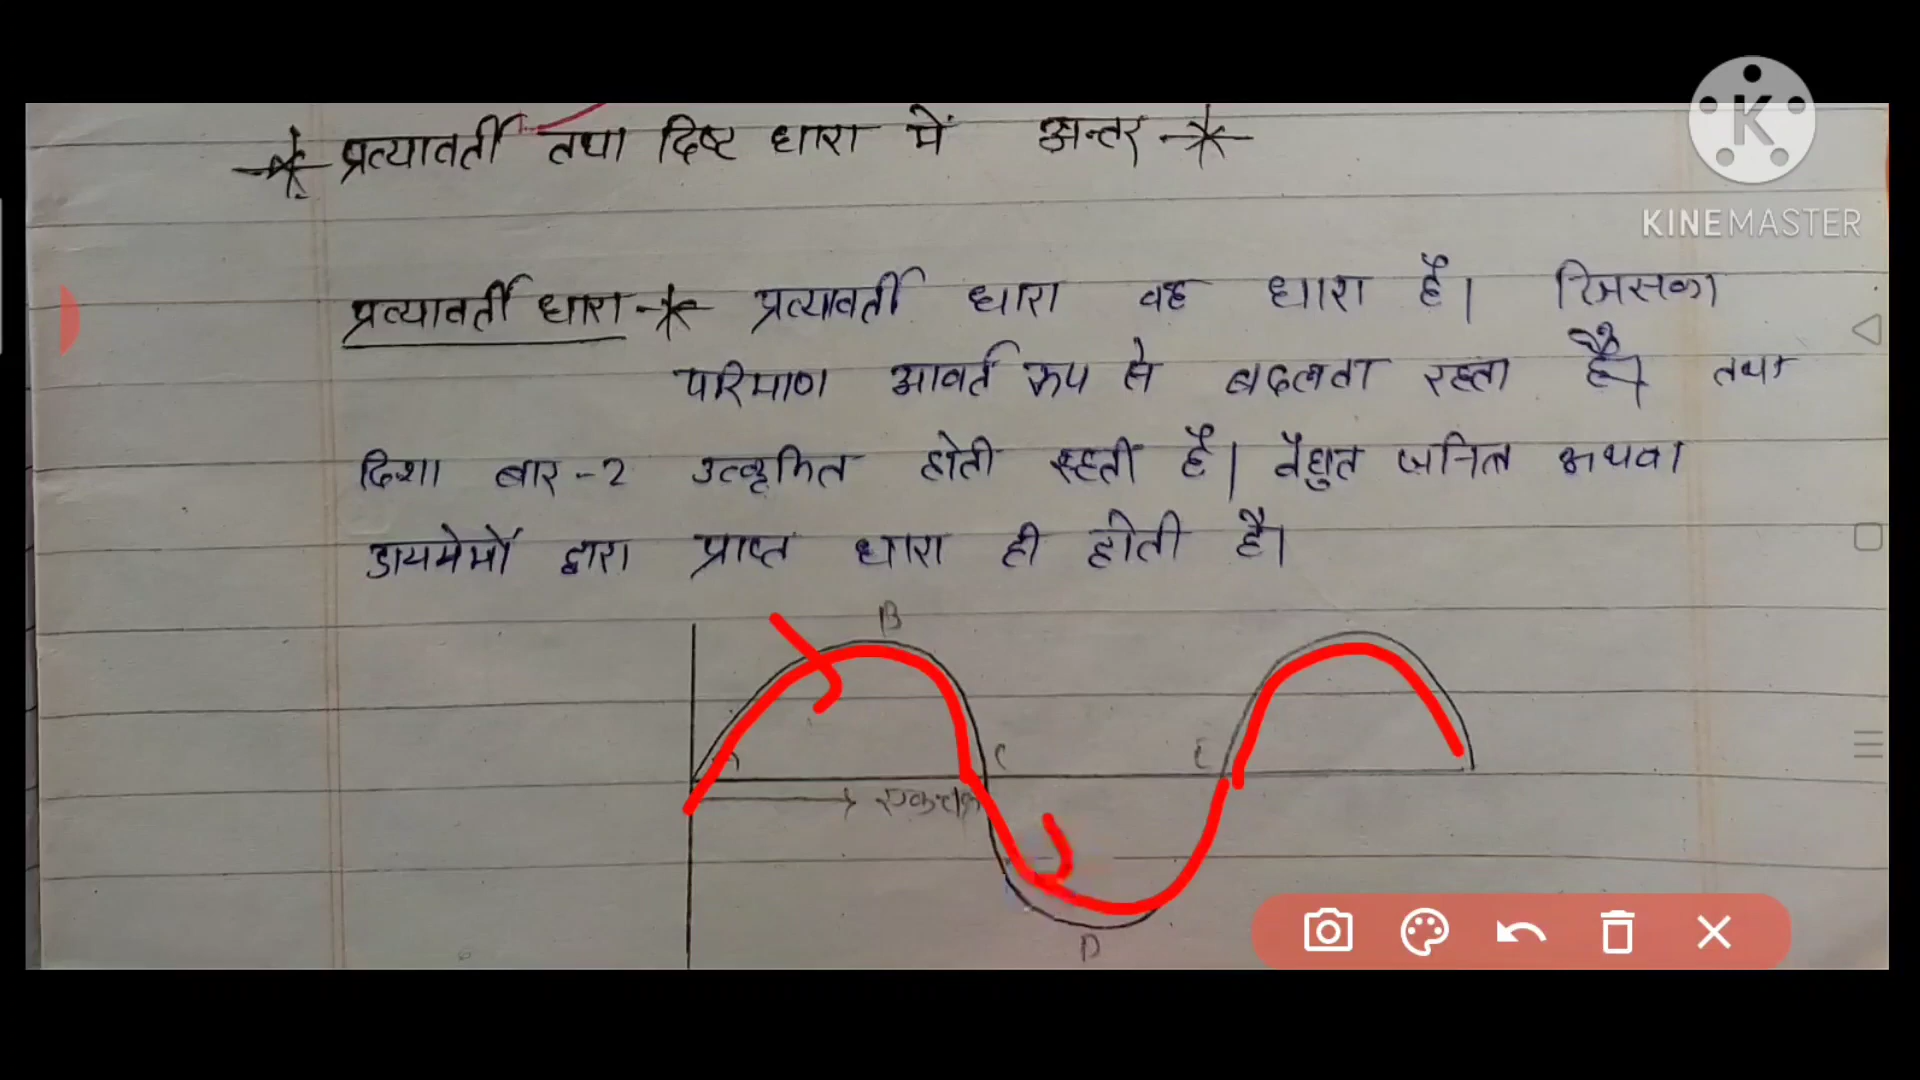 प्रत्यावर्ती तथा दिष्ट धारा में अन्तर
KINEMASTER
प्रत्यावर्ती धारा प्रत्यावर्ती धारा वह धारा है। जिसका
परिमाण आवर्त रूप से बदलता रहता है। तथा
दिशा बार-2 उत्क्रमित होती रहती है। वैद्युत जनित्र अथवा
डायनेमों द्वारा प्राप्त धारा ही होती है।
B
A C E
एकचक्र
D